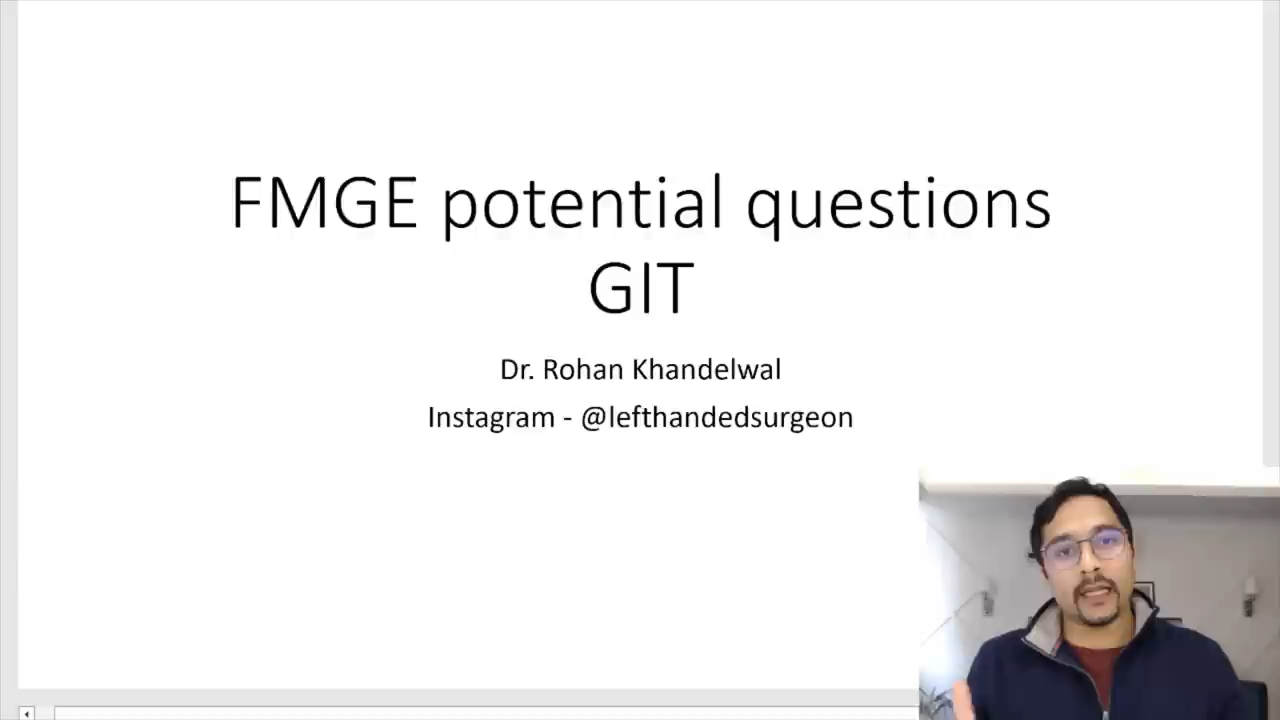 FMGE potential questions
GIT
Dr. Rohan Khandelwal
Instagram - @lefthandedsurgeon